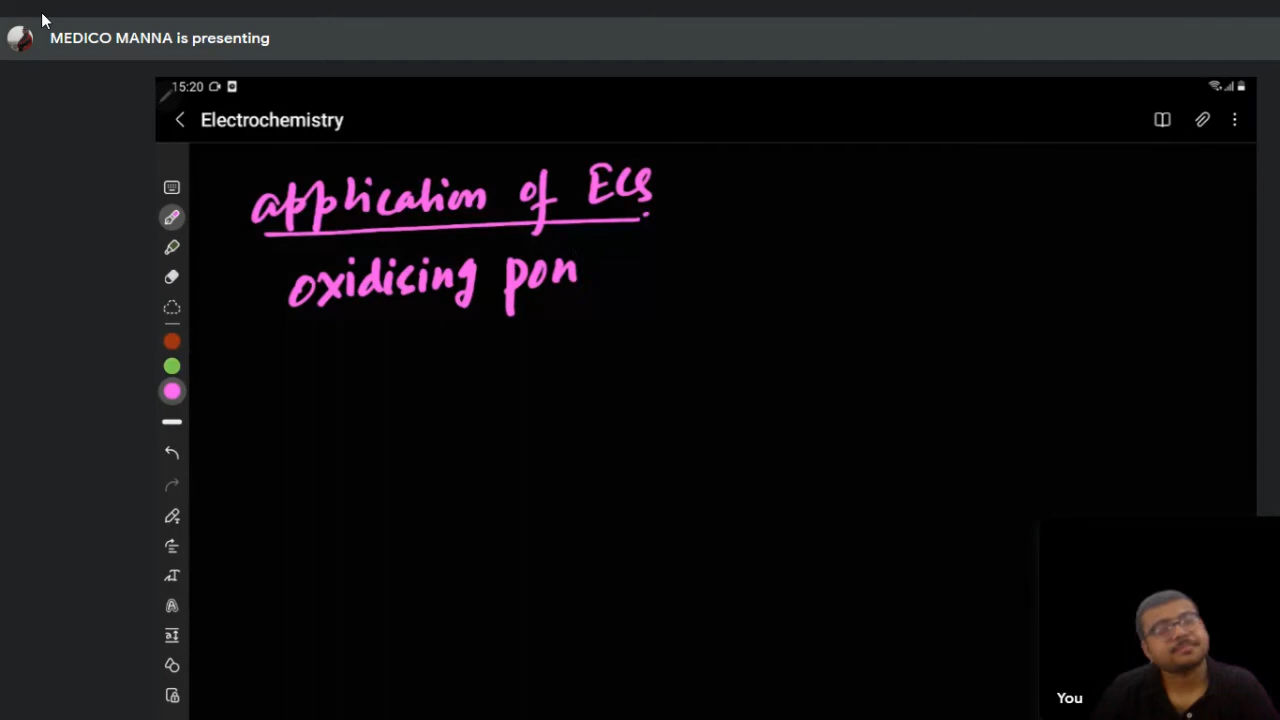 MEDICO MANNA is presenting
15:20
Electrochemistry
application of ECS
oxidising pon
You